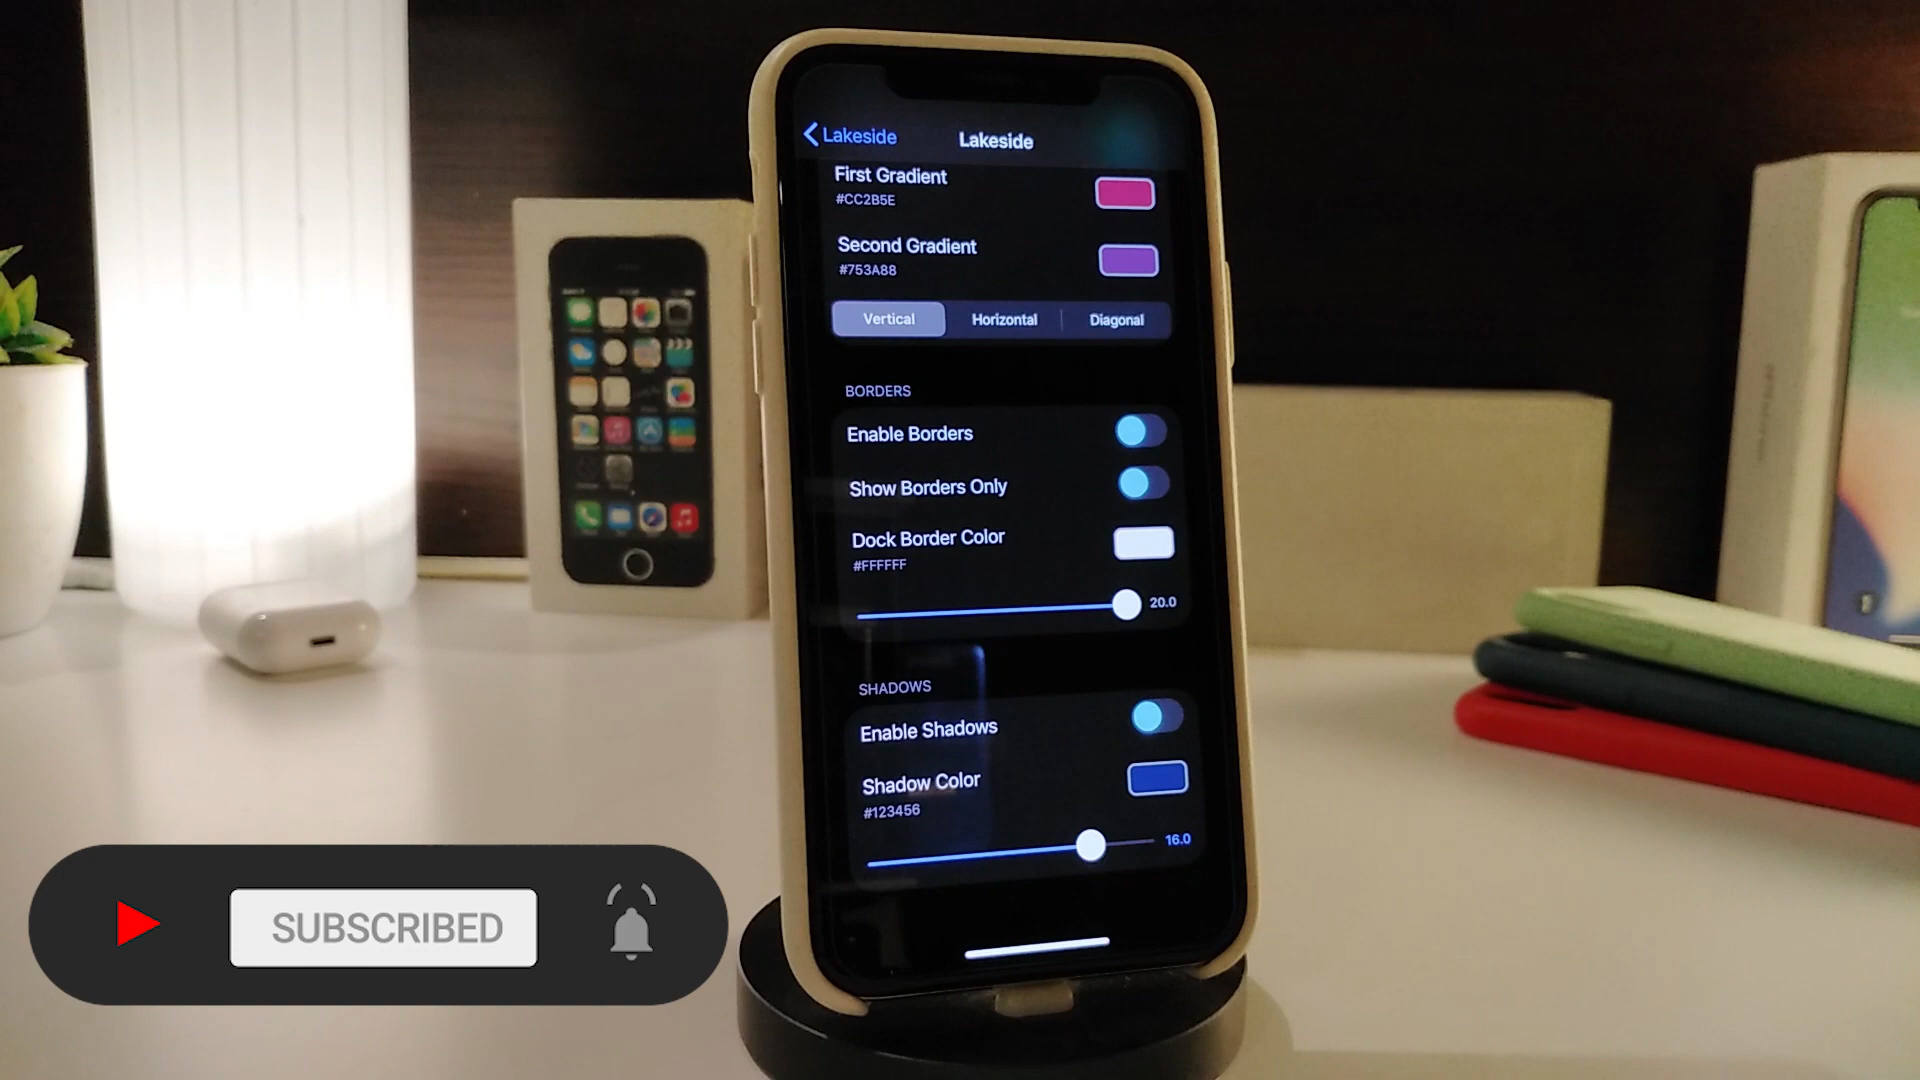 Lakeside
Lakeside
First Gradient
#CC2B5E
Second Gradient
#753A88
Vertical
Horizontal
Diagonal
BORDERS
Enable Borders
Show Borders Only
Dock Border Color
#FFFFFF
20.0
SHADOWS
Enable Shadows
Shadow Color
#123456
16.0
SUBSCRIBED